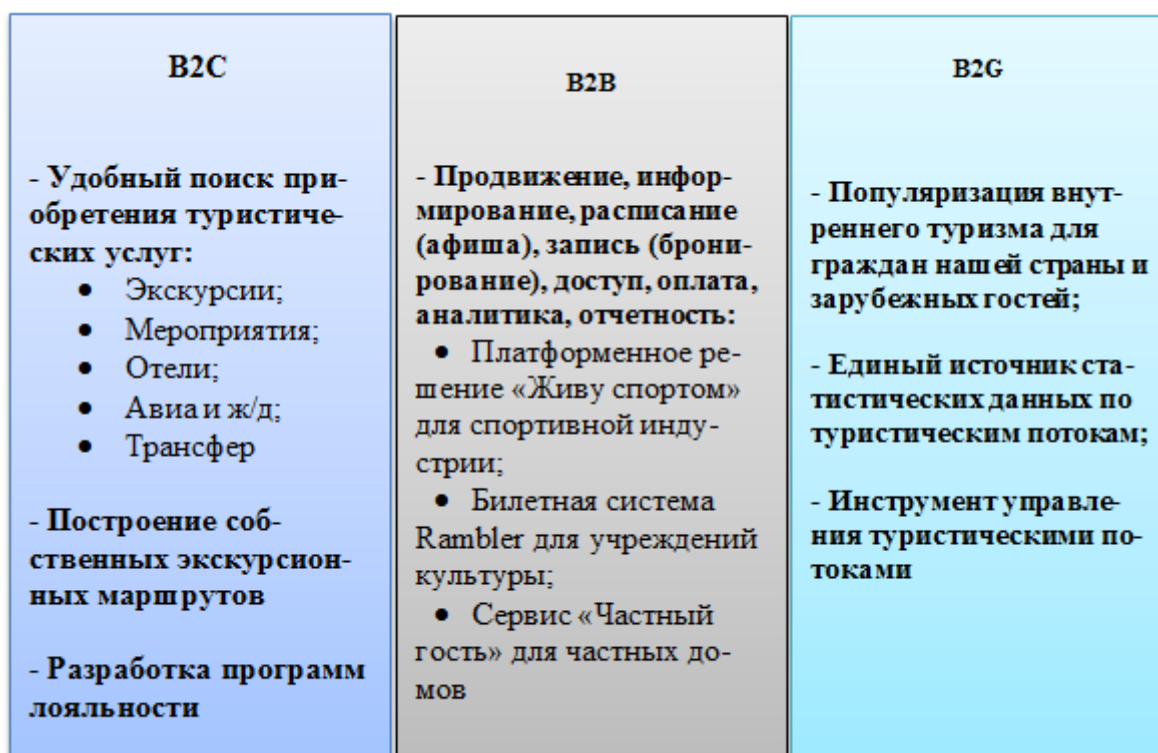 B2C
- Удобный поиск при-
обретения туристиче-
ских услуг:
• Экскурсии;
• Мероприятия;
• Отели;
• Авиа и ж/д;
• Трансфер
- Построение соб-
ственных экскурсион-
ных маршрутов
- Разработка программ
лояльности
B2B
- Продвижение, инфор-
мирование, расписание
(афиша), запись (брони-
рование), доступ, оплата,
аналитика, отчетность:
• Платформенное ре-
шение «Живу спортом»
для спортивной инду-
стрии;
• Билетная система
Rambler для учреждений
культуры;
• Сервис «Частный
гость» для частных до-
мов
B2G
- Популяризация внут-
реннего туризма для
граждан нашей страны и
зарубежных гостей;
- Единый источник ста-
тистических данных по
туристическим потокам;
- Инструмент управле-
ния туристическими по-
токами